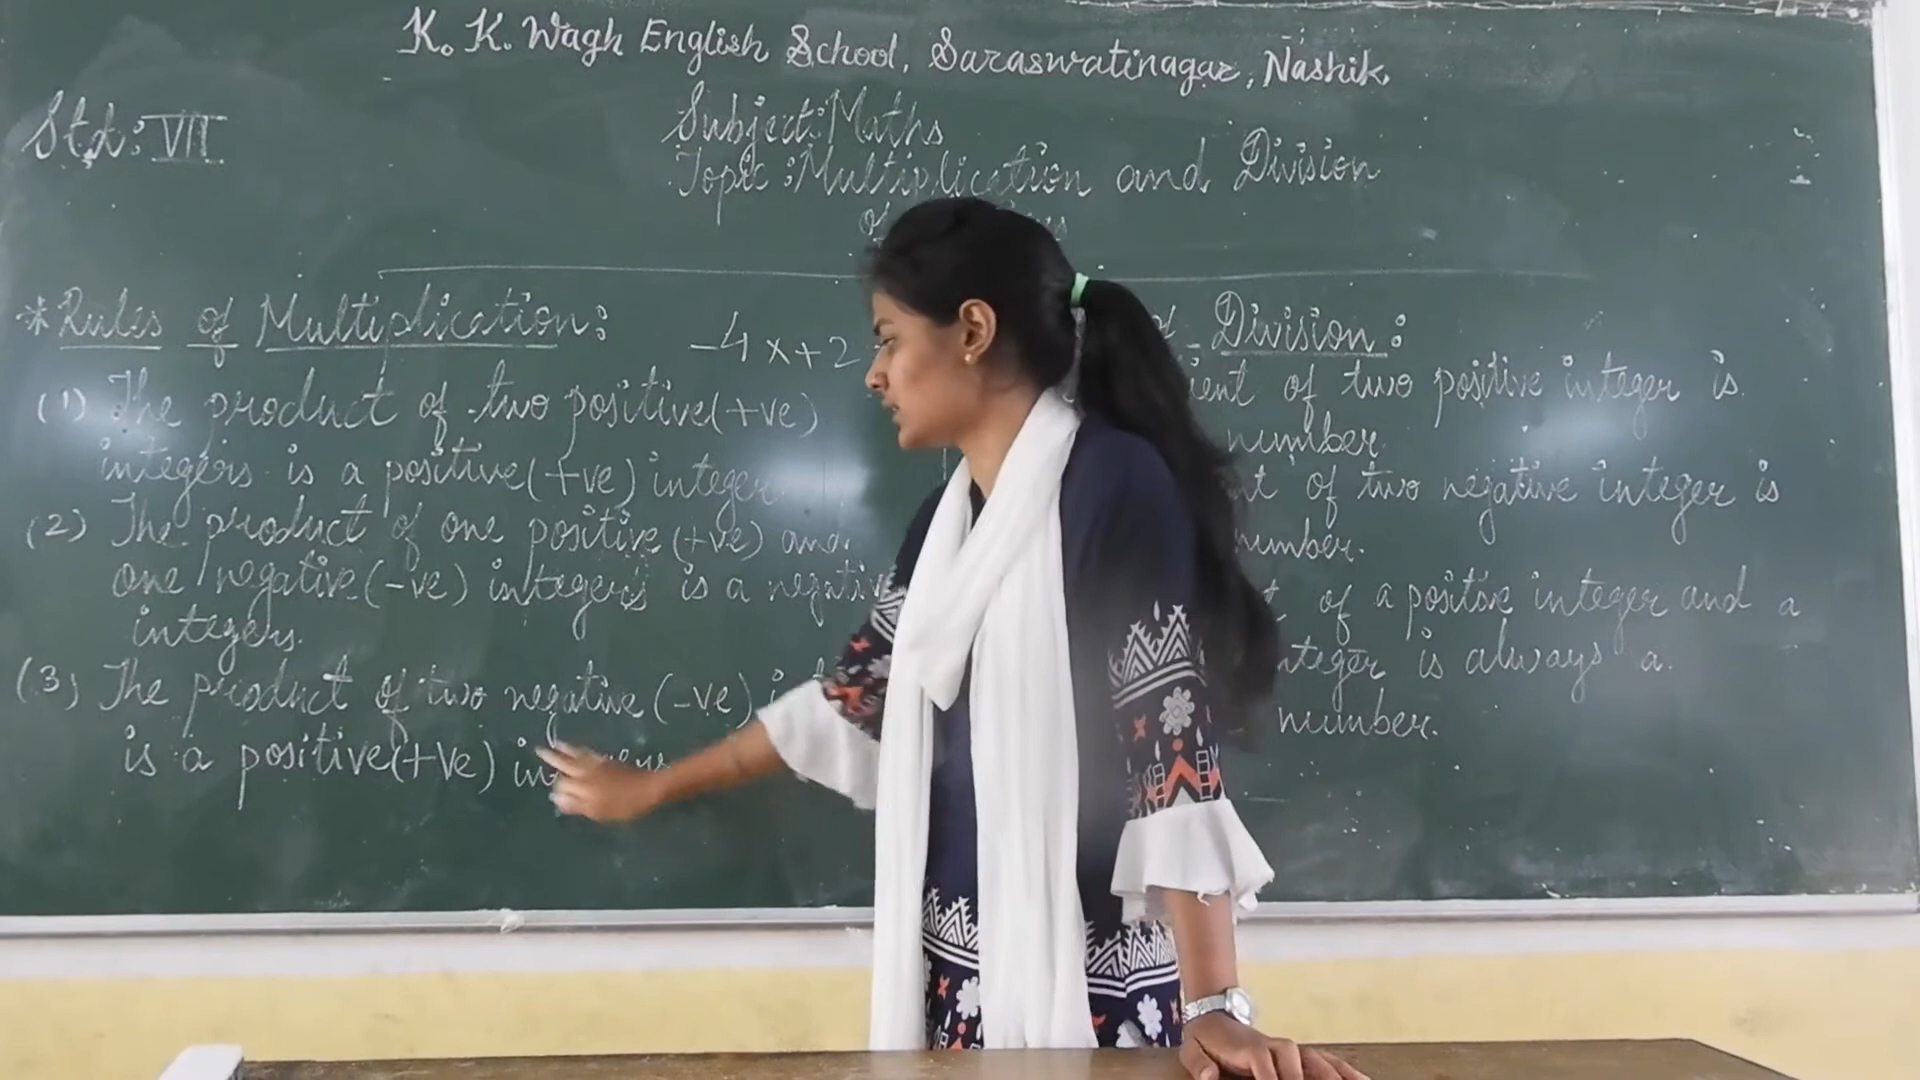 K. K. Wagh English School, Saraswatinagar, Nashik.
Std: VII
Subject: Maths
Topic: Multiplication and Division
of
* Rules of Multiplication:
-4 x +2
(1) The product of two positive (+ve)
integers is a positive (+ve) integer
(2) The product of one positive (+ve) and
one negative (-ve) integers is a negative
integers.
(3) The product of two negative (-ve)
is a positive (+ve)
of Division:
of two positive integer is
number.
of two negative integer is
number.
of a positive integer and a
integer is always a
number.